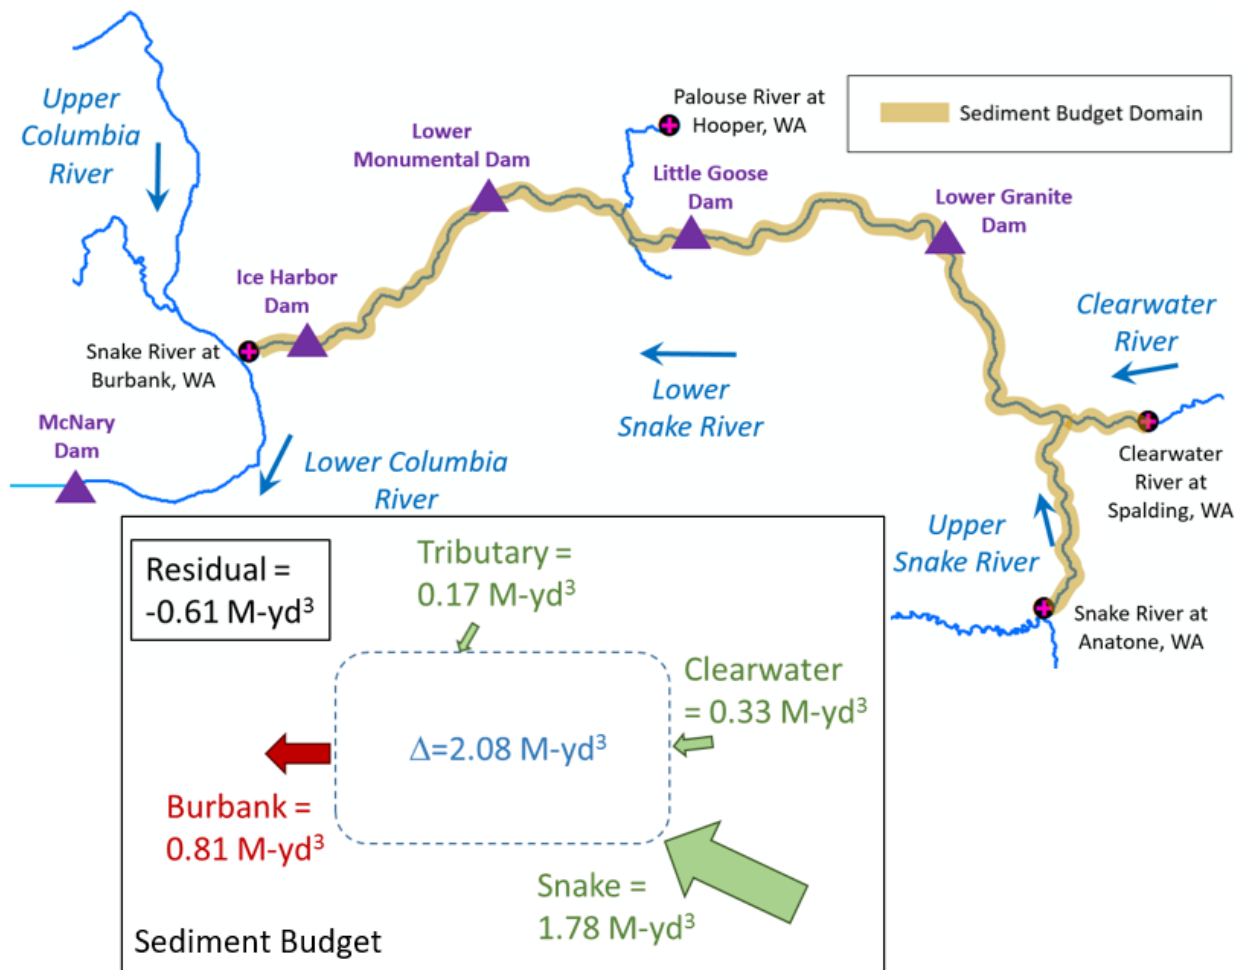 Upper
Columbia
River
Lower
Monumental Dam
Palouse River at
Hooper, WA
Sediment Budget Domain
Little Goose
Dam
Lower Granite
Dam
Ice Harbor
Dam
Clearwater
River
Snake River at
Burbank, WA
Lower
Snake River
McNary
Dam
Lower Columbia
River
Clearwater
River at
Spalding, WA
Upper
Snake River
Snake River at
Anatone, WA
Residual =
-0.61 M-yd³
Tributary =
0.17 M-yd³
Clearwater
= 0.33 M-yd³
Δ=2.08 M-yd³
Burbank =
0.81 M-yd³
Snake =
1.78 M-yd³
Sediment Budget